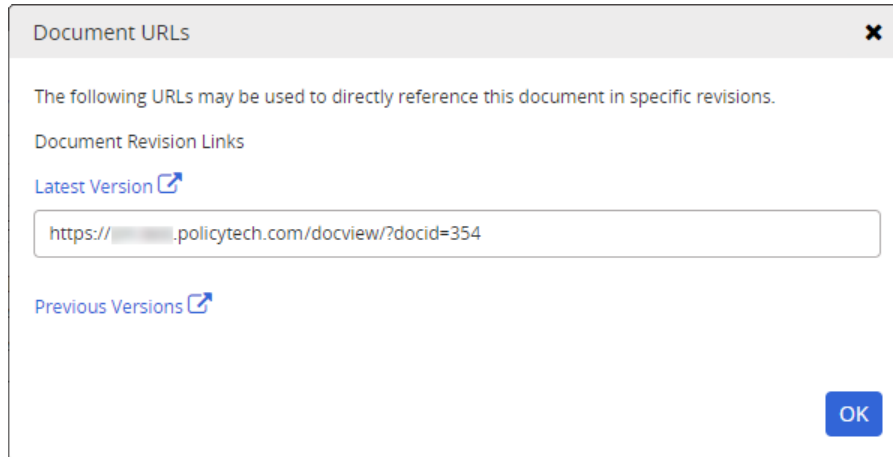 Document URLs
The following URLs may be used to directly reference this document in specific revisions.
Document Revision Links
Latest Version
https:// .policytech.com/docview/?docid=354
Previous Versions
OK